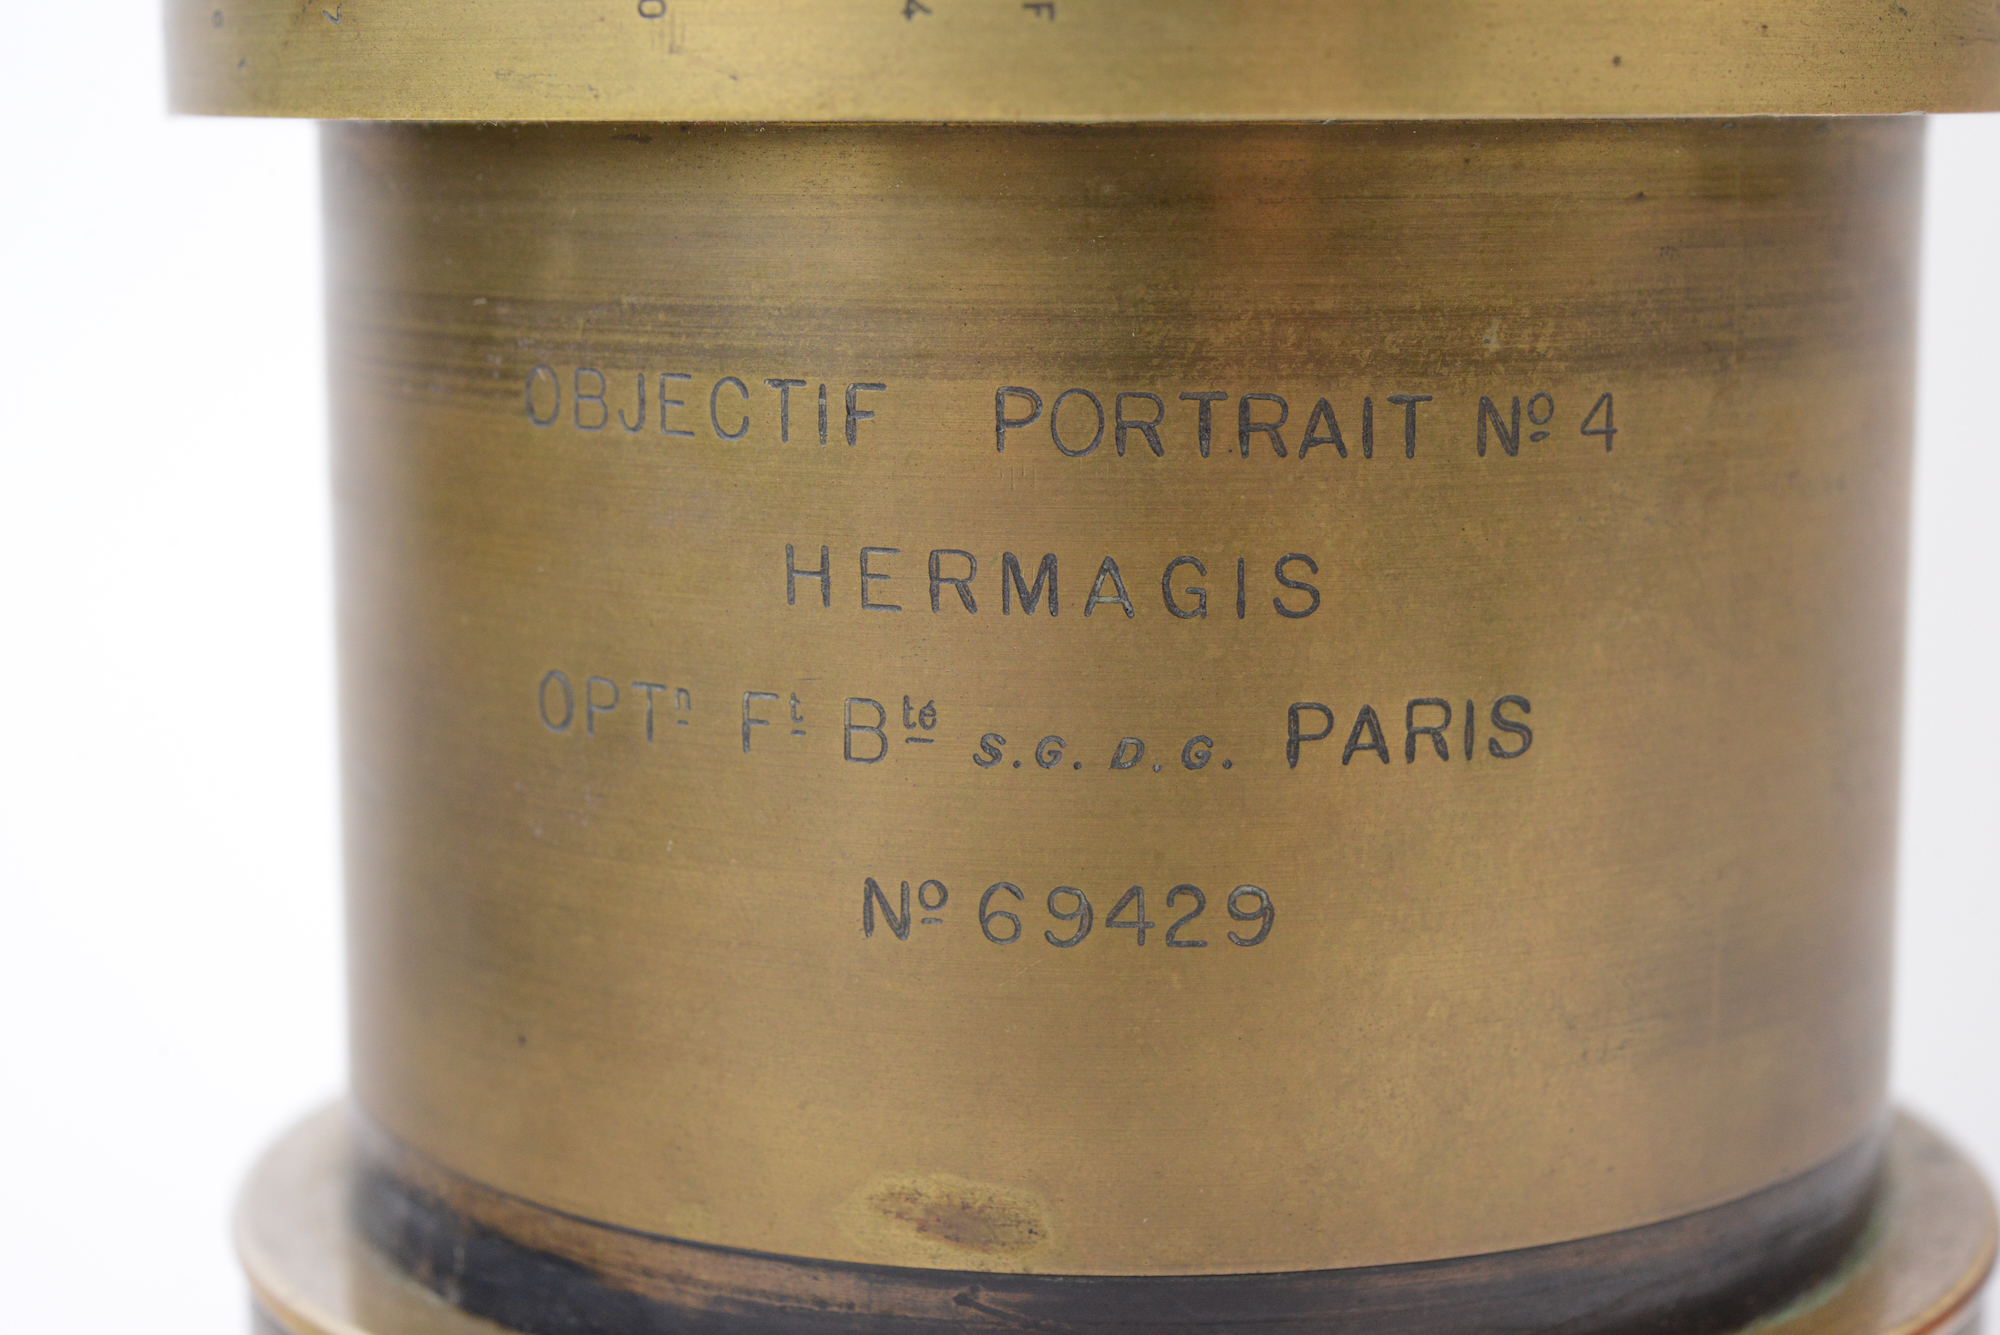 OBJECTIF PORTRAIT Nº 4
HERMAGIS
OPTn Ft Bté S.G.D.G. PARIS
Nº 69429